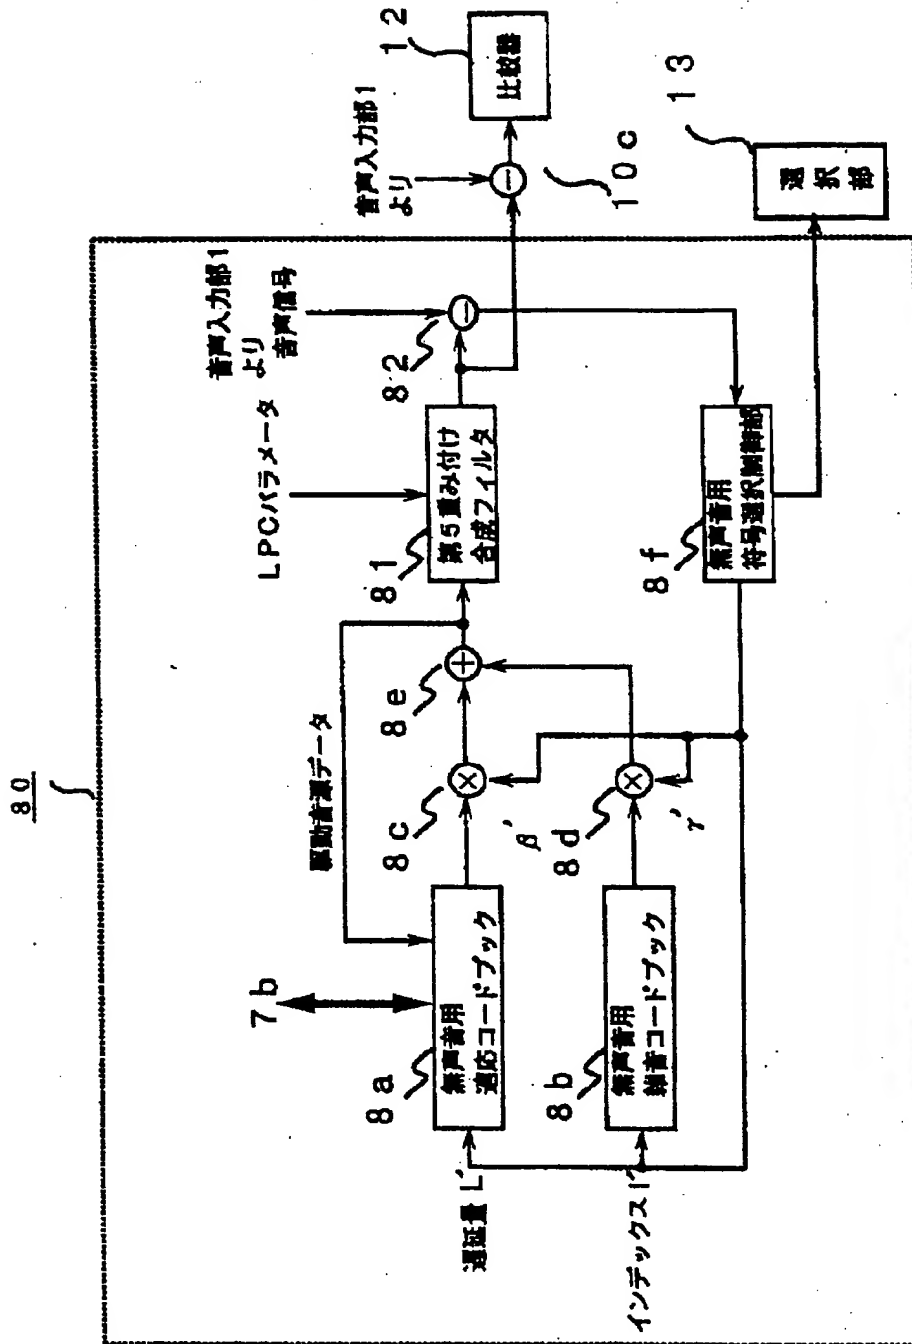 80
7b
駆動音源データ
LPCパラメータ
音声入力部1
より
音声信号
音声入力部1
より
12
比較器
8a
無声音用
適応コードブック
8c
8e
81
第5重み付け
合成フィルタ
82
10c
遅延量 L'
β'
8b
無声音用
雑音コードブック
8d
γ'
8f
無声音用
符号選択制御部
13
選択部
インデックスI'